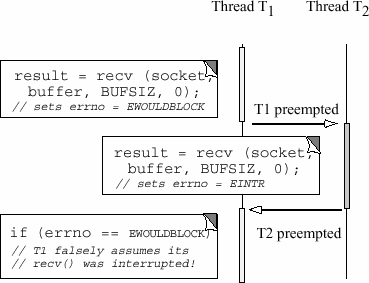 Thread T1 Thread T2
result = recv (socket,
buffer, BUFSIZ, 0);
// sets errno = EWOULDBLOCK
T1 preempted
result = recv (socket,
buffer, BUFSIZ, 0);
// sets errno = EINTR
if (errno == EWOULDBLOCK)
// T1 falsely assumes its
// recv() was interrupted!
T2 preempted